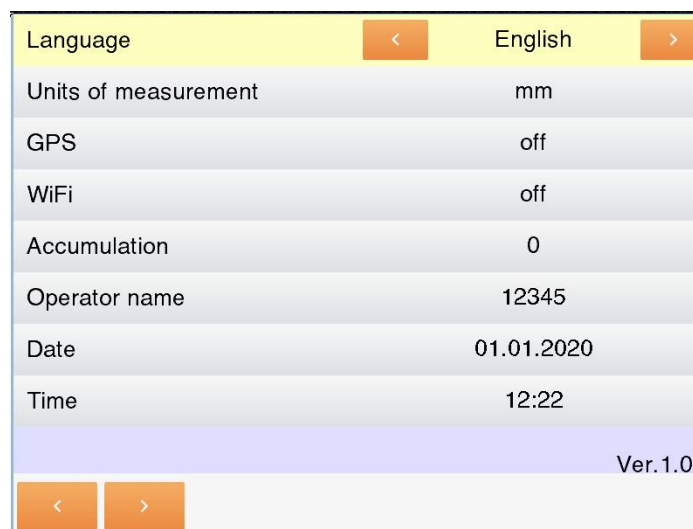 Language < English >
Units of measurement mm
GPS off
WiFi off
Accumulation 0
Operator name 12345
Date 01.01.2020
Time 12:22
Ver.1.0
< >